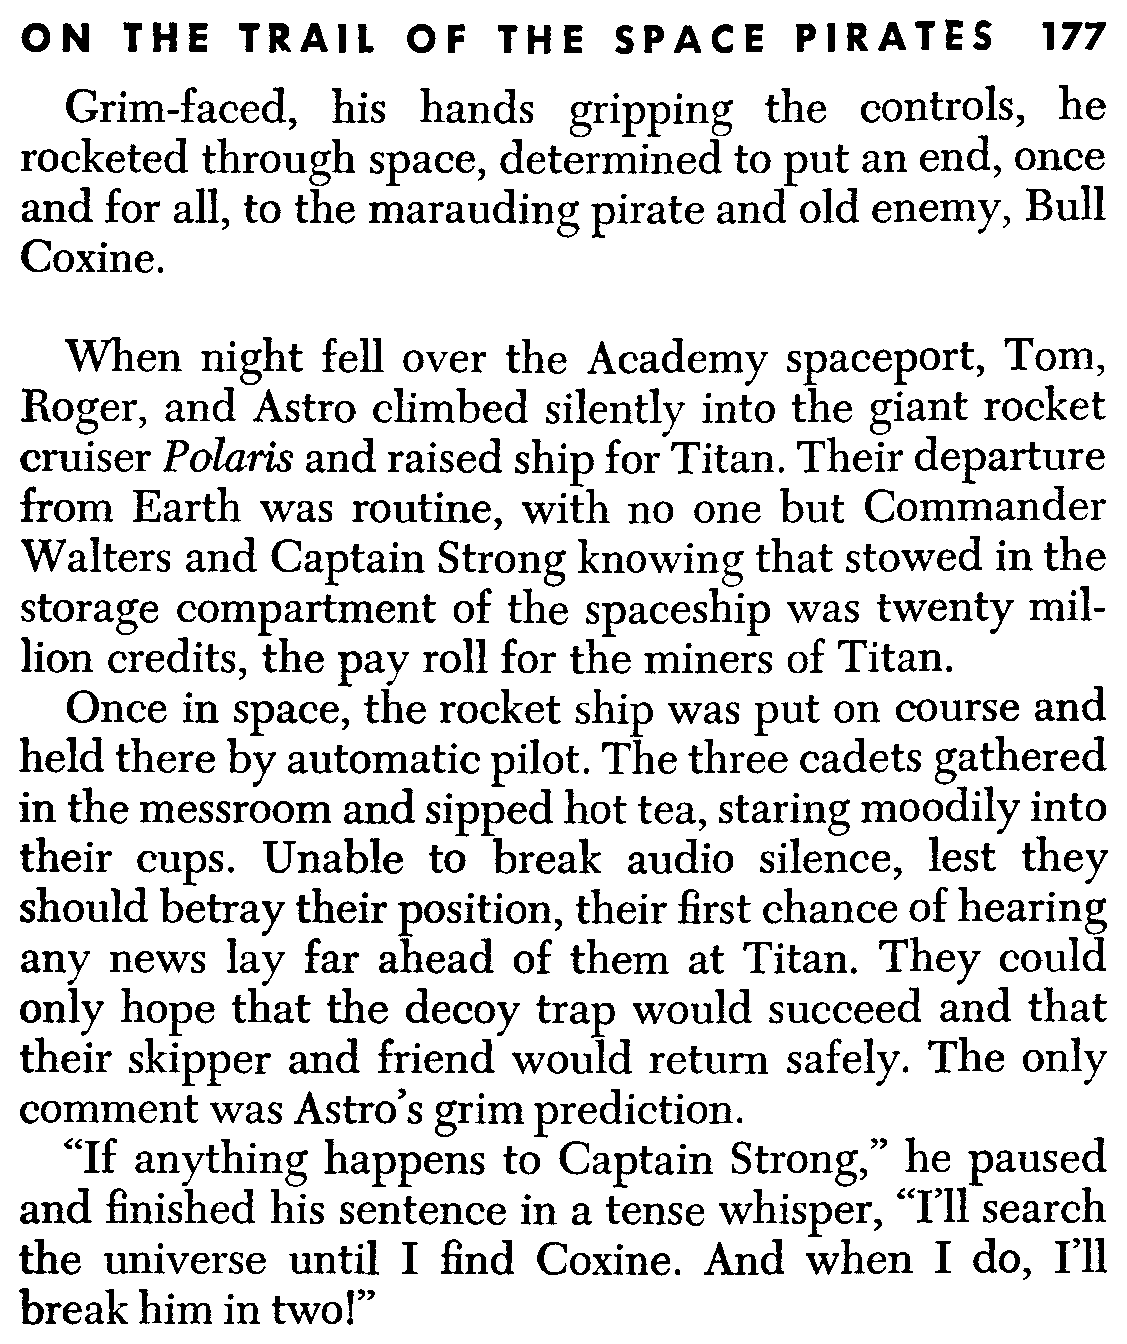 ON THE TRAIL OF THE SPACE PIRATES 177
Grim-faced, his hands gripping the controls, he
rocketed through space, determined to put an end, once
and for all, to the marauding pirate and old enemy, Bull
Coxine.
When night fell over the Academy spaceport, Tom,
Roger, and Astro climbed silently into the giant rocket
cruiser Polaris and raised ship for Titan. Their departure
from Earth was routine, with no one but Commander
Walters and Captain Strong knowing that stowed in the
storage compartment of the spaceship was twenty mil-
lion credits, the pay roll for the miners of Titan.
Once in space, the rocket ship was put on course and
held there by automatic pilot. The three cadets gathered
in the messroom and sipped hot tea, staring moodily into
their cups. Unable to break audio silence, lest they
should betray their position, their first chance of hearing
any news lay far ahead of them at Titan. They could
only hope that the decoy trap would succeed and that
their skipper and friend would return safely. The only
comment was Astro’s grim prediction.
“If anything happens to Captain Strong,” he paused
and finished his sentence in a tense whisper, “I’ll search
the universe until I find Coxine. And when I do, I’ll
break him in two!”